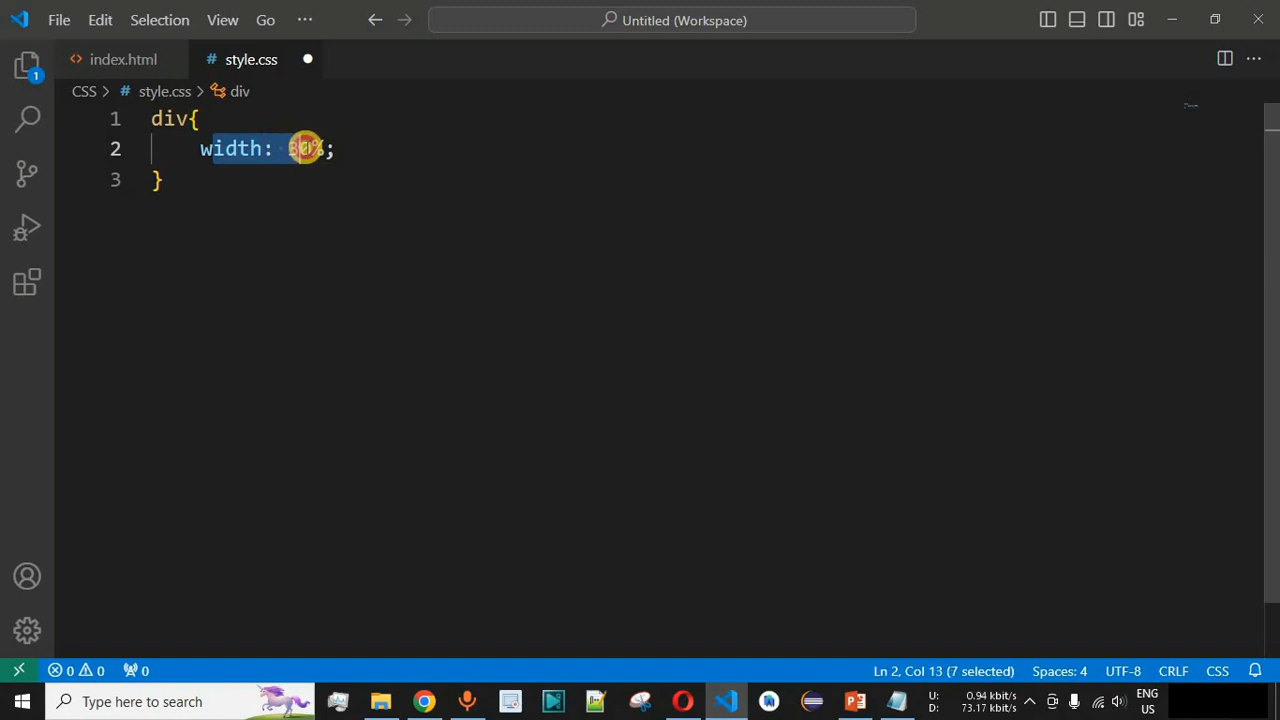 File Edit Selection View Go ··· Untitled (Workspace)
index.html # style.css
CSS > # style.css > div
1 div{
2 width: 30%;
3 }
1
0 0 0 Ln 2, Col 13 (7 selected) Spaces: 4 UTF-8 CRLF CSS
Type here to search
U: 0.94 kbit/s
D: 73.17 kbit/s
ENG
US